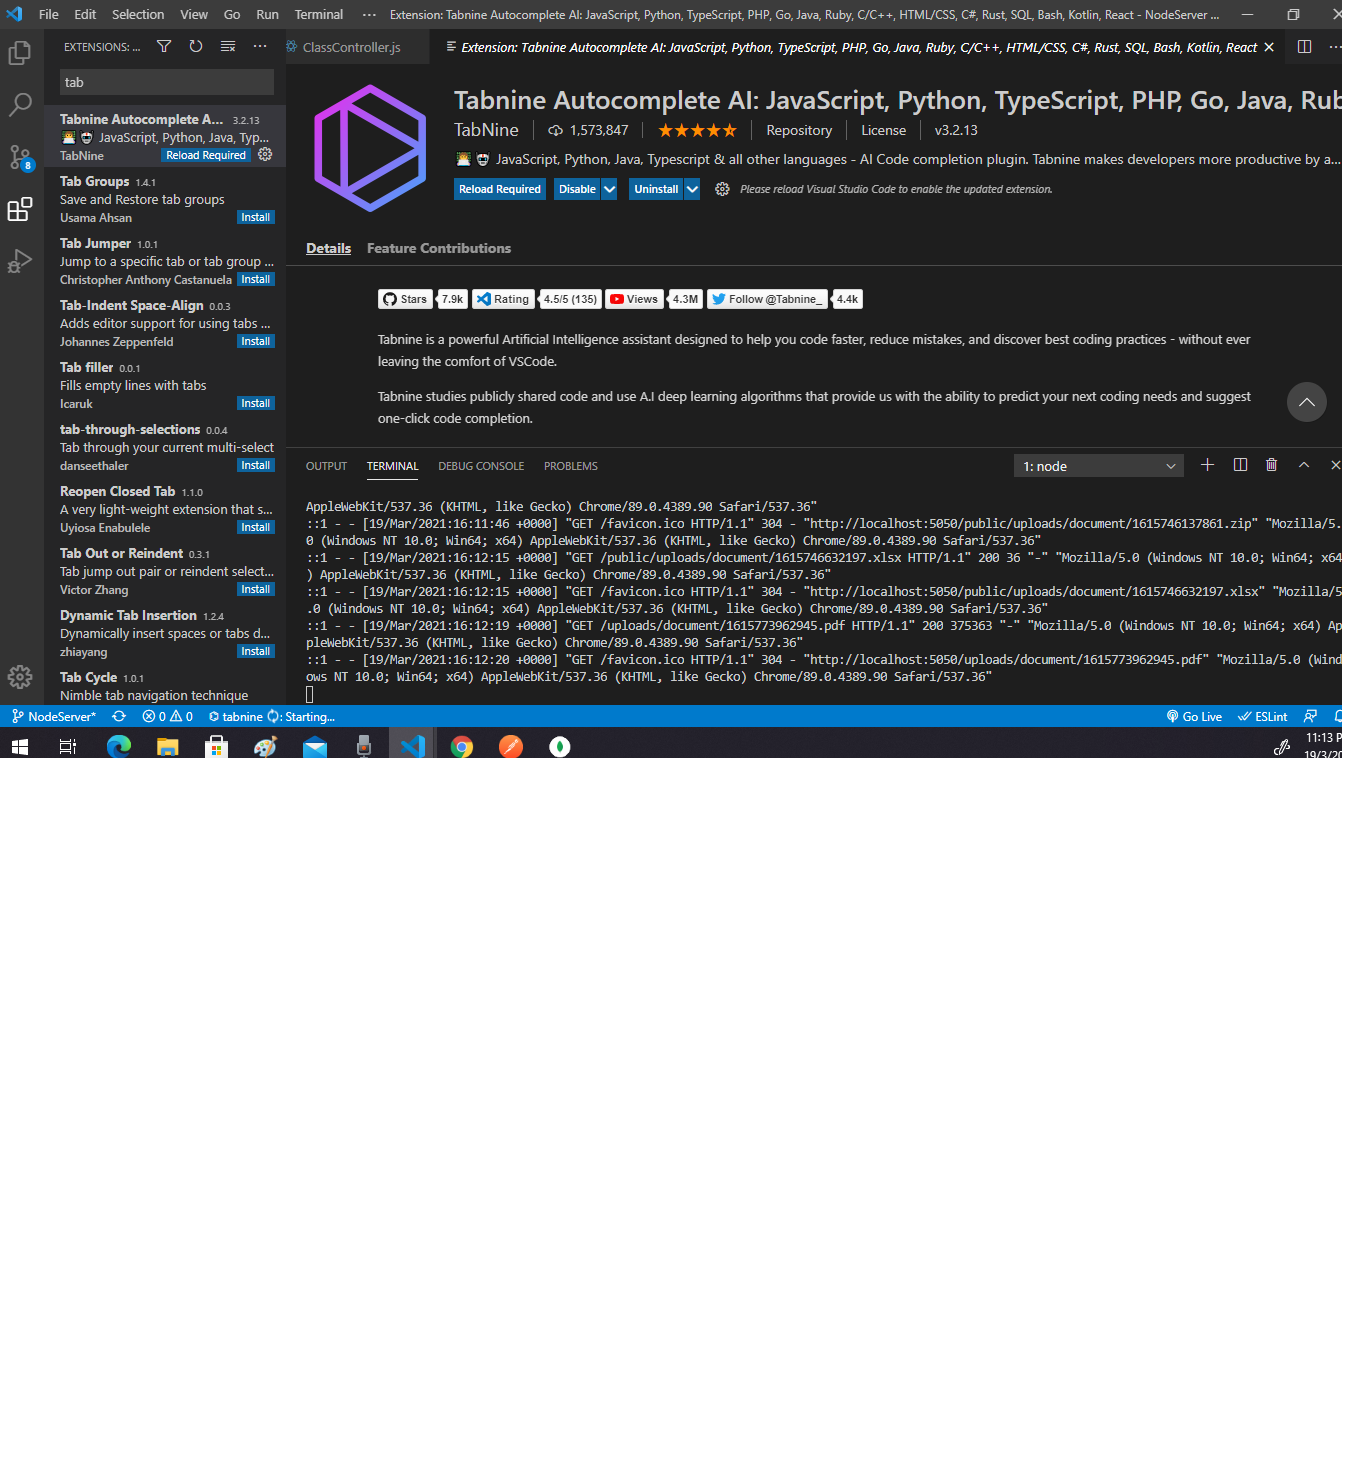 File Edit Selection View Go Run Terminal ··· Extension: Tabnine Autocomplete AI: JavaScript, Python, TypeScript, PHP, Go, Java, Ruby, C/C++, HTML/CSS, C#, Rust, SQL, Bash, Kotlin, React - NodeServer ...
EXTENSIONS: ...
ClassController.js
Extension: Tabnine Autocomplete AI: JavaScript, Python, TypeScript, PHP, Go, Java, Ruby, C/C++, HTML/CSS, C#, Rust, SQL, Bash, Kotlin, React
tab
Tabnine Autocomplete A... 3.2.13
JavaScript, Python, Java, Typ...
TabNine Reload Required
Tab Groups 1.4.1
Save and Restore tab groups
Usama Ahsan Install
Tab Jumper 1.0.1
Jump to a specific tab or tab group ...
Christopher Anthony Castanuela Install
Tab-Indent Space-Align 0.0.3
Adds editor support for using tabs ...
Johannes Zeppenfeld Install
Tab filler 0.0.1
Fills empty lines with tabs
Icaruk Install
tab-through-selections 0.0.4
Tab through your current multi-select
danseethaler Install
Reopen Closed Tab 1.1.0
A very light-weight extension that s...
Uyiosa Enabulele Install
Tab Out or Reindent 0.3.1
Tab jump out pair or reindent select...
Victor Zhang Install
Dynamic Tab Insertion 1.2.4
Dynamically insert spaces or tabs d...
zhiayang Install
Tab Cycle 1.0.1
Nimble tab navigation technique
8
Tabnine Autocomplete AI: JavaScript, Python, TypeScript, PHP, Go, Java, Rub
TabNine 1,573,847 Repository License v3.2.13
JavaScript, Python, Java, Typescript & all other languages - AI Code completion plugin. Tabnine makes developers more productive by a...
Reload Required Disable Uninstall Please reload Visual Studio Code to enable the updated extension.
Details Feature Contributions
Stars 7.9k Rating 4.5/5 (135) Views 4.3M Follow @Tabnine_ 4.4k
Tabnine is a powerful Artificial Intelligence assistant designed to help you code faster, reduce mistakes, and discover best coding practices - without ever
leaving the comfort of VSCode.
Tabnine studies publicly shared code and use A.I deep learning algorithms that provide us with the ability to predict your next coding needs and suggest
one-click code completion.
OUTPUT TERMINAL DEBUG CONSOLE PROBLEMS 1: node
AppleWebKit/537.36 (KHTML, like Gecko) Chrome/89.0.4389.90 Safari/537.36"
::1 - - [19/Mar/2021:16:11:46 +0000] "GET /favicon.ico HTTP/1.1" 304 - "http://localhost:5050/public/uploads/document/1615746137861.zip" "Mozilla/5.
0 (Windows NT 10.0; Win64; x64) AppleWebKit/537.36 (KHTML, like Gecko) Chrome/89.0.4389.90 Safari/537.36"
::1 - - [19/Mar/2021:16:12:15 +0000] "GET /public/uploads/document/1615746632197.xlsx HTTP/1.1" 200 36 "-" "Mozilla/5.0 (Windows NT 10.0; Win64; x64
) AppleWebKit/537.36 (KHTML, like Gecko) Chrome/89.0.4389.90 Safari/537.36"
::1 - - [19/Mar/2021:16:12:15 +0000] "GET /favicon.ico HTTP/1.1" 304 - "http://localhost:5050/public/uploads/document/1615746632197.xlsx" "Mozilla/5
.0 (Windows NT 10.0; Win64; x64) AppleWebKit/537.36 (KHTML, like Gecko) Chrome/89.0.4389.90 Safari/537.36"
::1 - - [19/Mar/2021:16:12:19 +0000] "GET /uploads/document/1615773962945.pdf HTTP/1.1" 200 375363 "-" "Mozilla/5.0 (Windows NT 10.0; Win64; x64) Ap
pleWebKit/537.36 (KHTML, like Gecko) Chrome/89.0.4389.90 Safari/537.36"
::1 - - [19/Mar/2021:16:12:20 +0000] "GET /favicon.ico HTTP/1.1" 304 - "http://localhost:5050/uploads/document/1615773962945.pdf" "Mozilla/5.0 (Wind
ows NT 10.0; Win64; x64) AppleWebKit/537.36 (KHTML, like Gecko) Chrome/89.0.4389.90 Safari/537.36"
NodeServer* 0 0 tabnine : Starting... Go Live ESLint
11:13 P
19/3/20